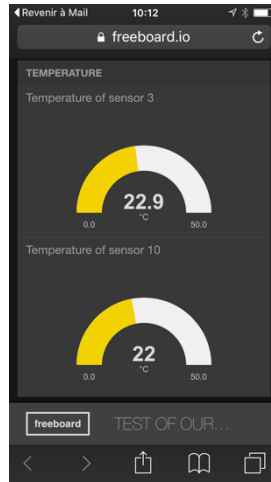 Revenir à Mail 10:12
freeboard.io
TEMPERATURE
Temperature of sensor 3
22.9
°C
0.0 50.0
Temperature of sensor 10
22
°C
0.0 50.0
freeboard TEST OF OUR...